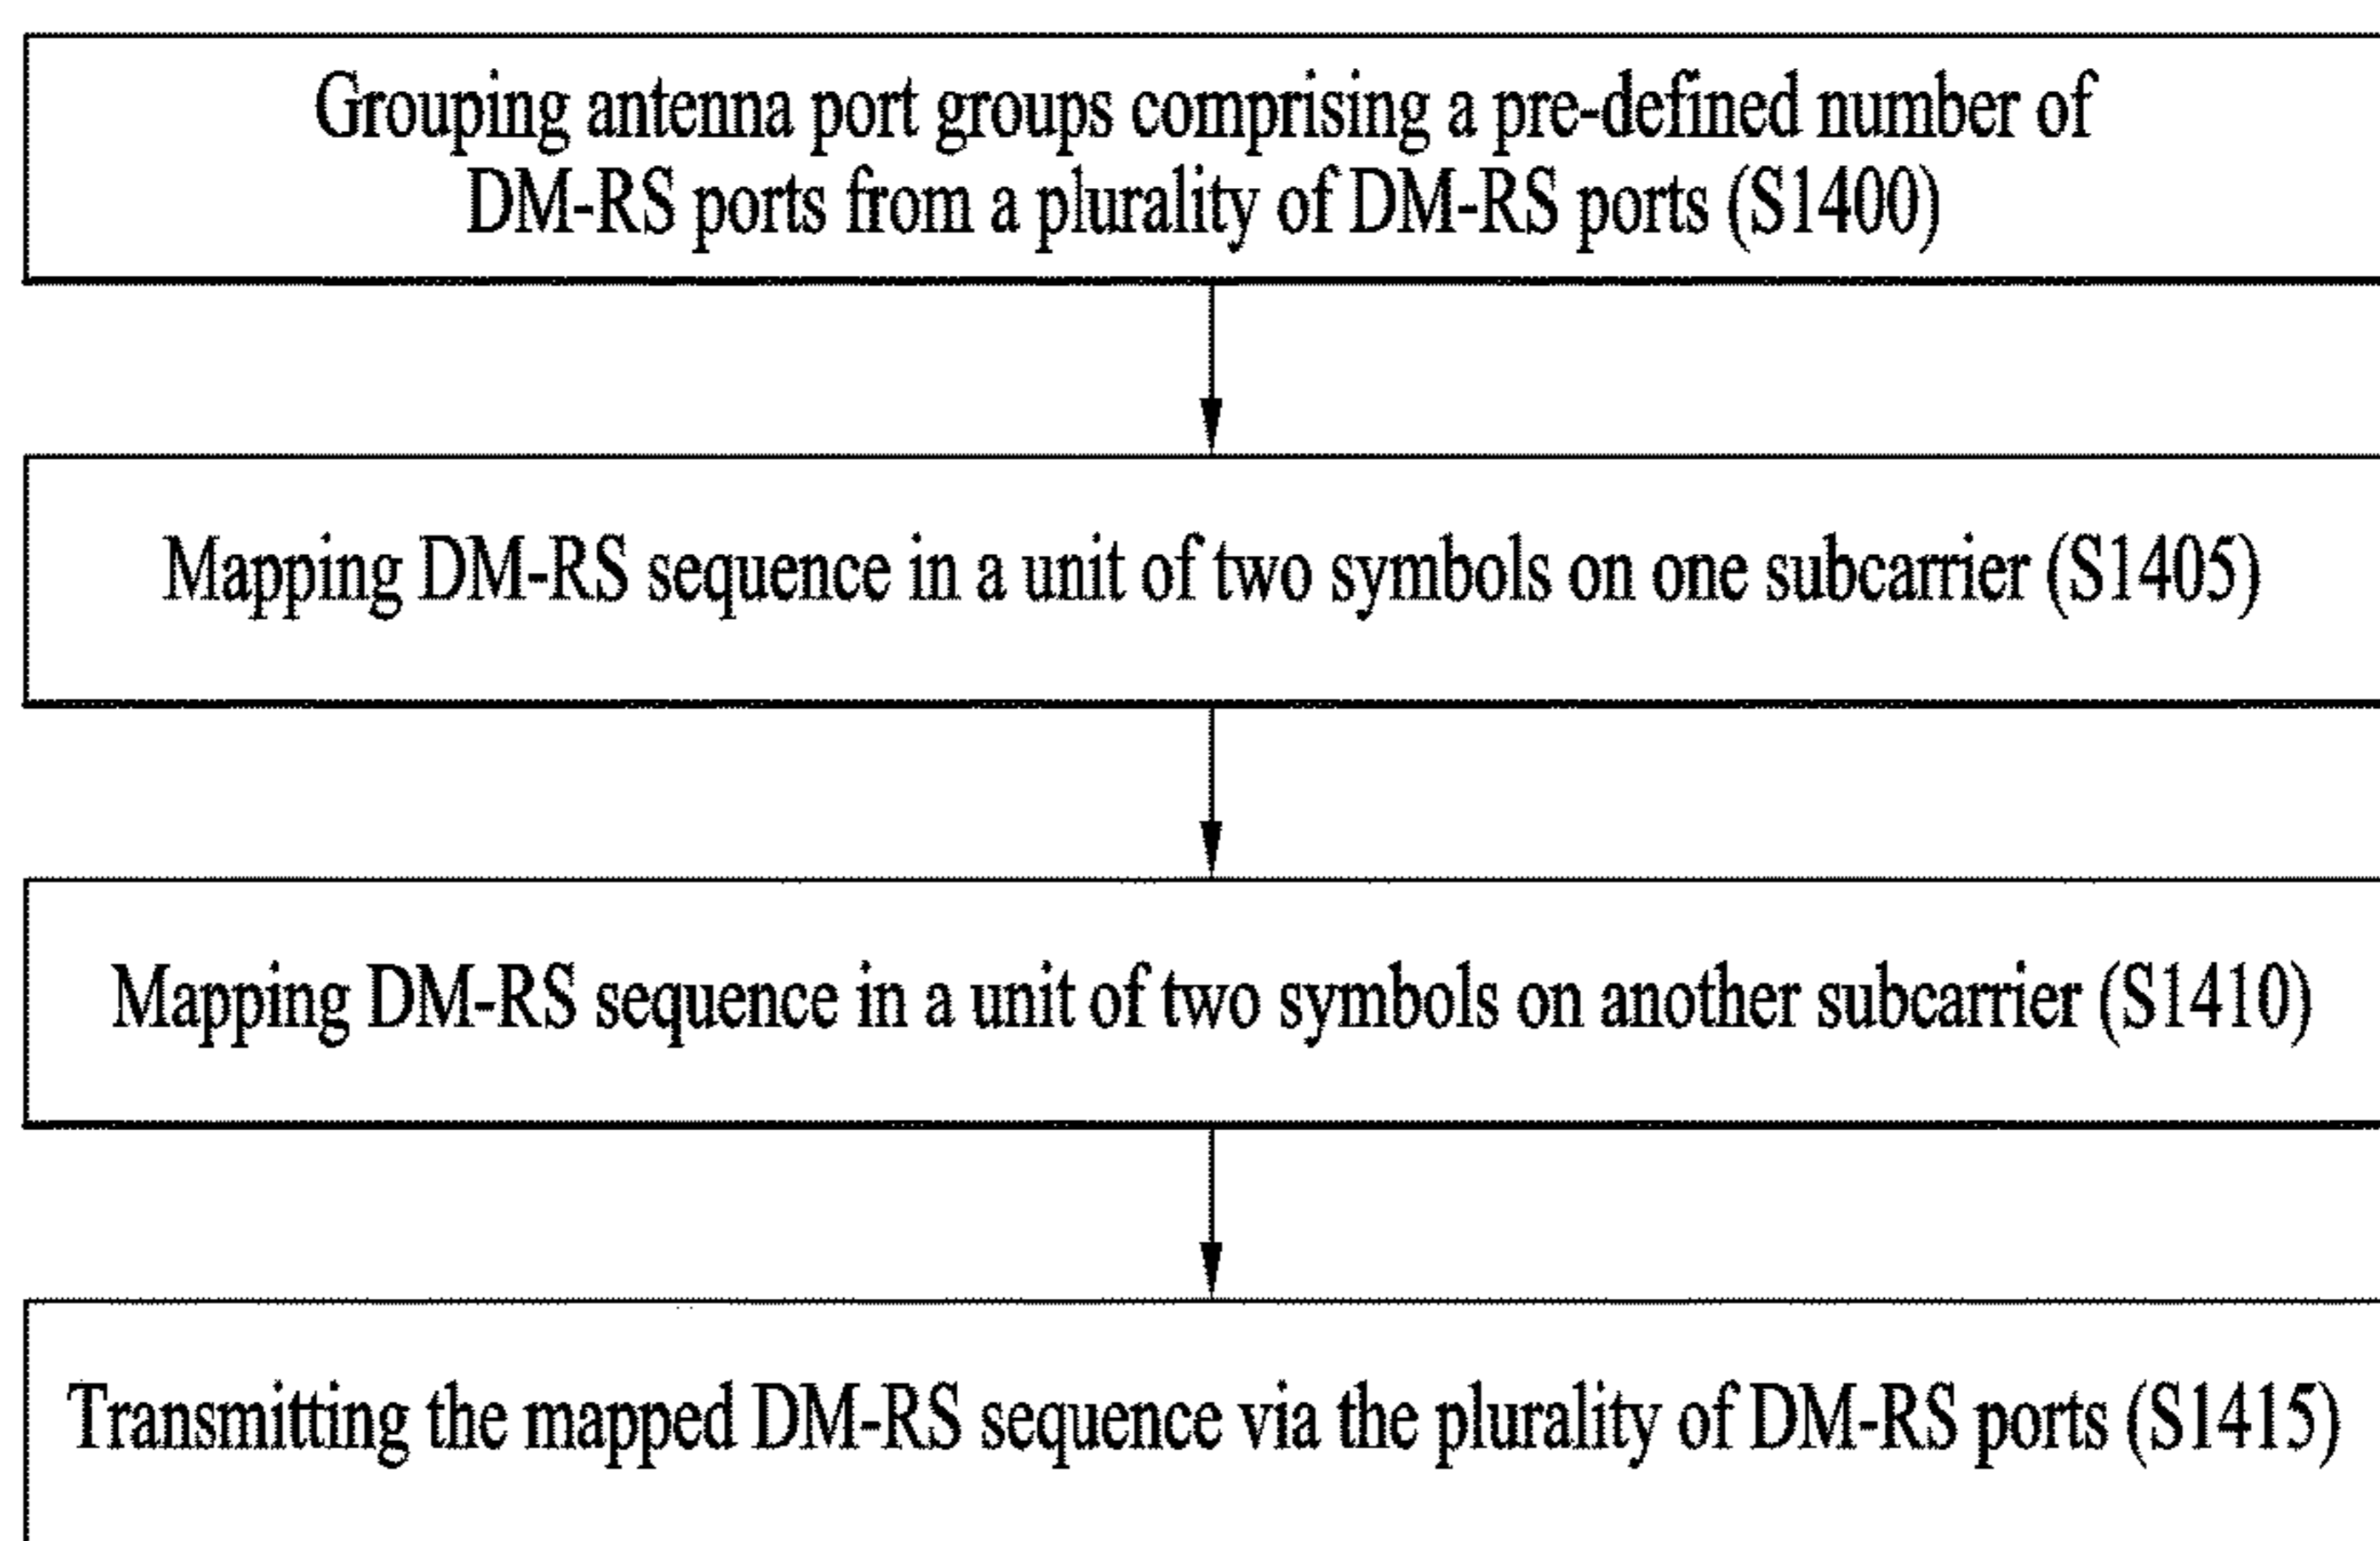 Grouping antenna port groups comprising a pre-defined number of
DM-RS ports from a plurality of DM-RS ports (S1400)
Mapping DM-RS sequence in a unit of two symbols on one subcarrier (S1405)
Mapping DM-RS sequence in a unit of two symbols on another subcarrier (S1410)
Transmitting the mapped DM-RS sequence via the plurality of DM-RS ports (S1415)